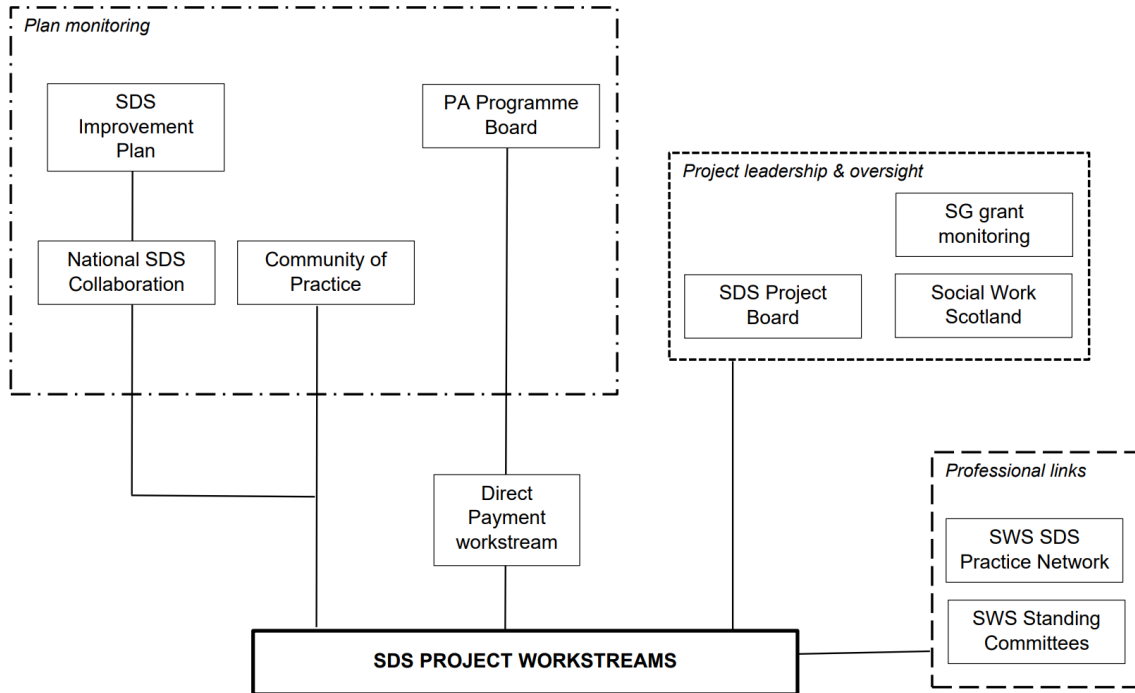 Plan monitoring
SDS
Improvement
Plan
PA Programme
Board
National SDS
Collaboration
Community of
Practice
Project leadership & oversight
SG grant
monitoring
SDS Project
Board
Social Work
Scotland
Direct
Payment
workstream
Professional links
SWS SDS
Practice Network
SWS Standing
Committees
SDS PROJECT WORKSTREAMS